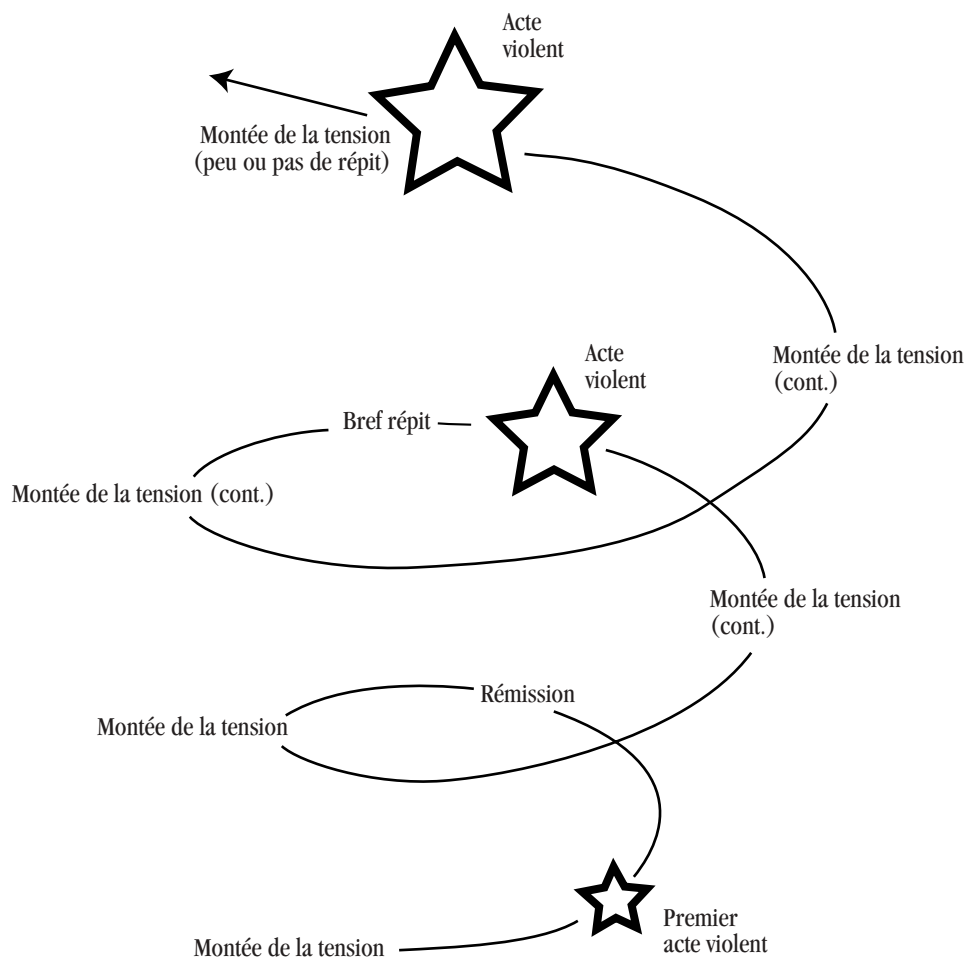 Acte
violent
Montée de la tension
(peu ou pas de répit)
Acte
violent
Montée de la tension
(cont.)
Bref répit
Montée de la tension (cont.)
Montée de la tension
(cont.)
Rémission
Montée de la tension
Premier
acte violent
Montée de la tension